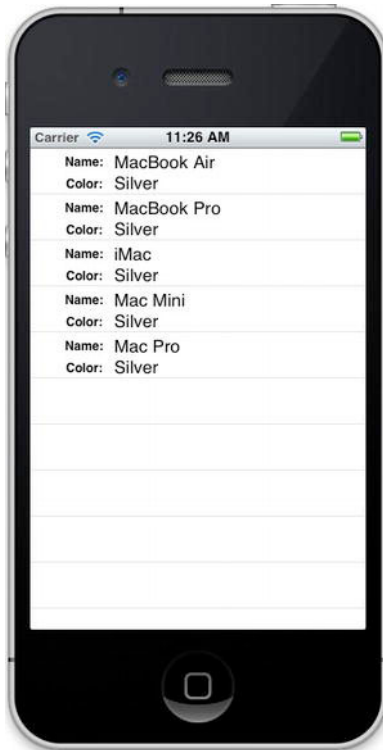 Carrier 11:26 AM
Name: MacBook Air
Color: Silver
Name: MacBook Pro
Color: Silver
Name: iMac
Color: Silver
Name: Mac Mini
Color: Silver
Name: Mac Pro
Color: Silver